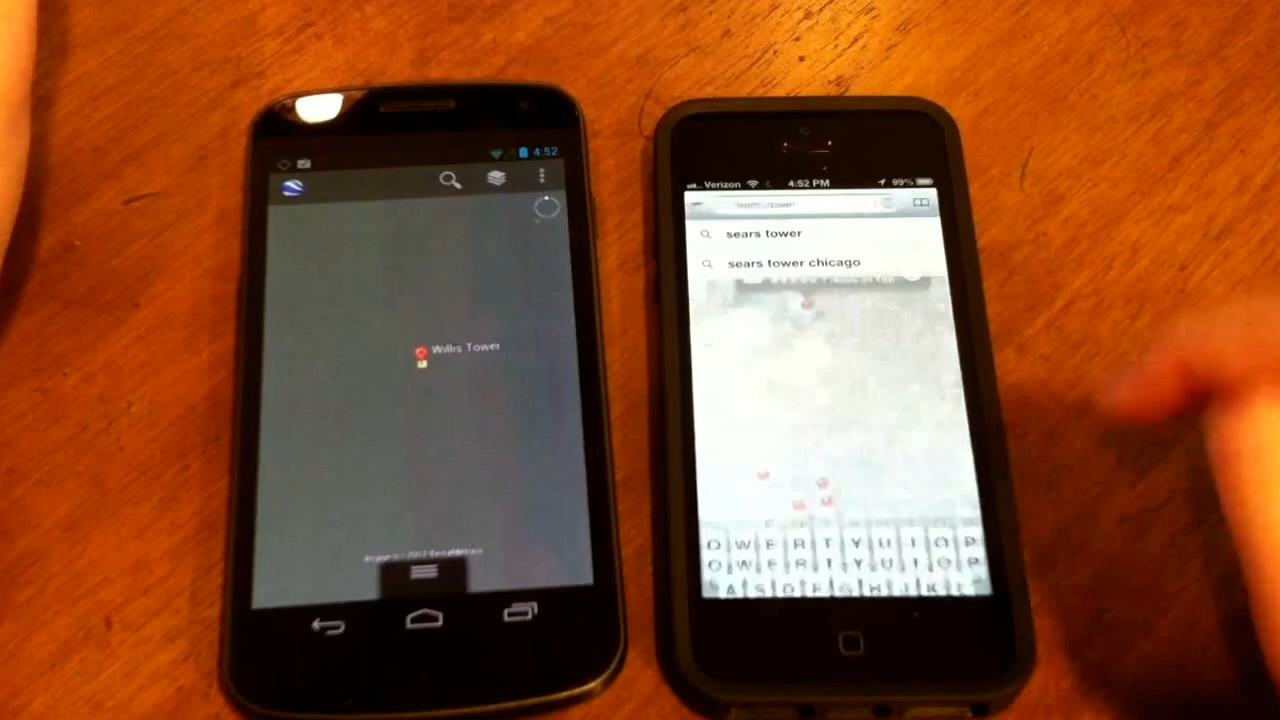 4:52
Willis Tower
Verizon
4:52 PM
99%
sears tower
sears tower chicago
Q W E R T Y U I O P
Q W E R T Y U I O P
A S D F G H J K L